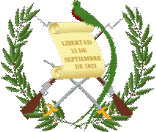 LIBERTAD
15 DE
SEPTIEMBRE
DE 1821